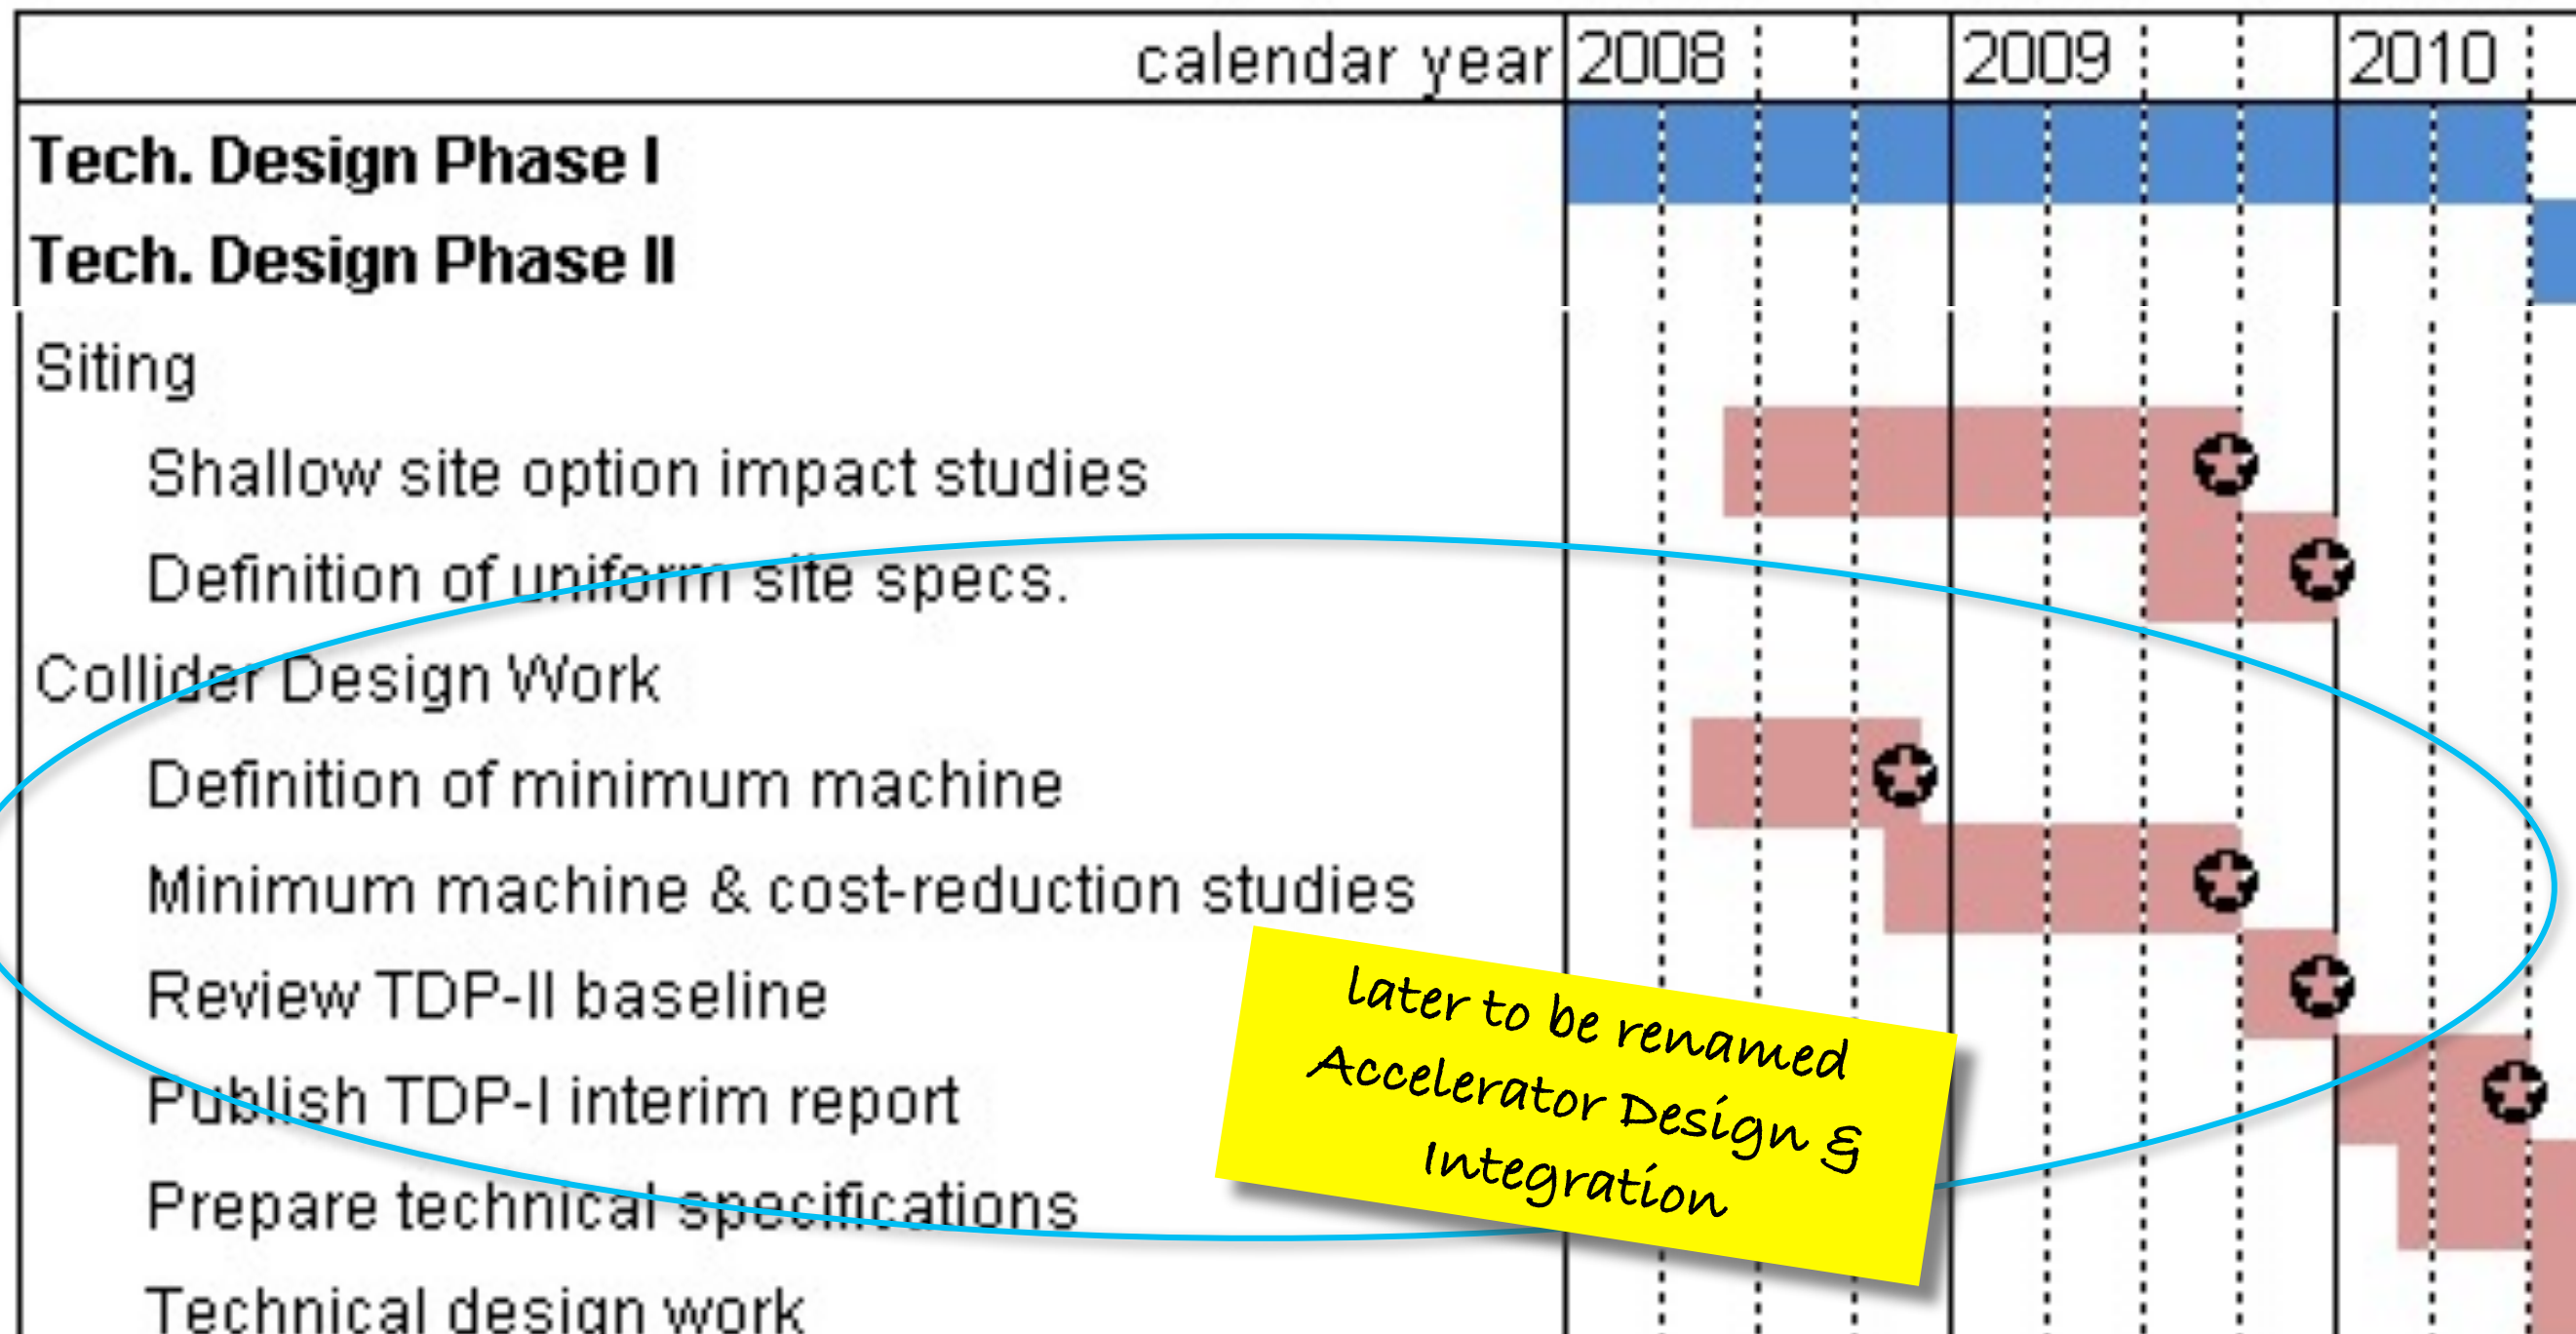 calendar year 2008 2009 2010
Tech. Design Phase I
Tech. Design Phase II
Siting
Shallow site option impact studies
Definition of uniform site specs.
Collider Design Work
Definition of minimum machine
Minimum machine & cost-reduction studies
Review TDP-II baseline
Publish TDP-I interim report
Prepare technical specifications
Technical design work
later to be renamed
Accelerator Design &
Integration